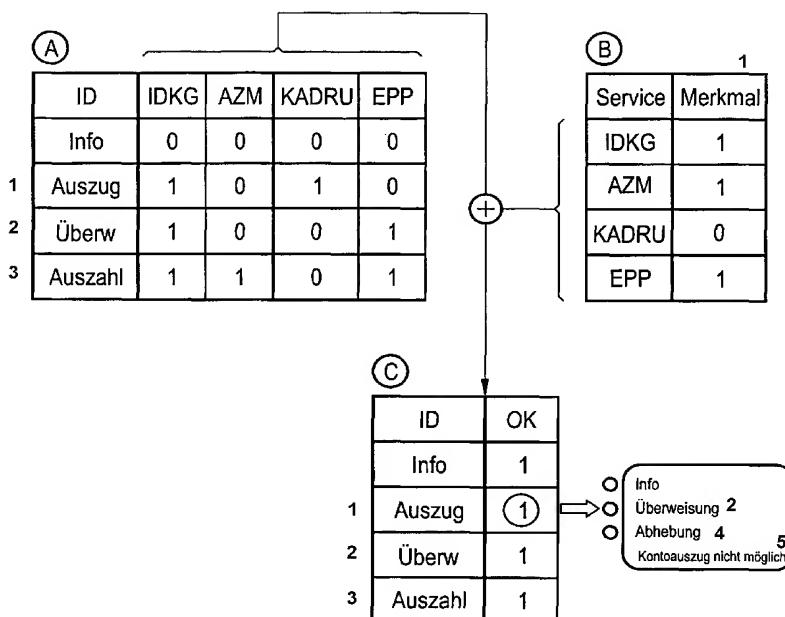 A
ID IDKG AZM KADRU EPP
Info 0 0 0 0
1 Auszug 1 0 1 0
2 Überw 1 0 0 1
3 Auszahl 1 1 0 1
B
1
Service Merkmal
IDKG 1
AZM 1
KADRU 0
EPP 1
+
C
ID OK
Info 1
1 Auszug 1
2 Überw 1
3 Auszahl 1
Info
Überweisung 2
Abhebung 4
5
Kontoauszug nicht möglich